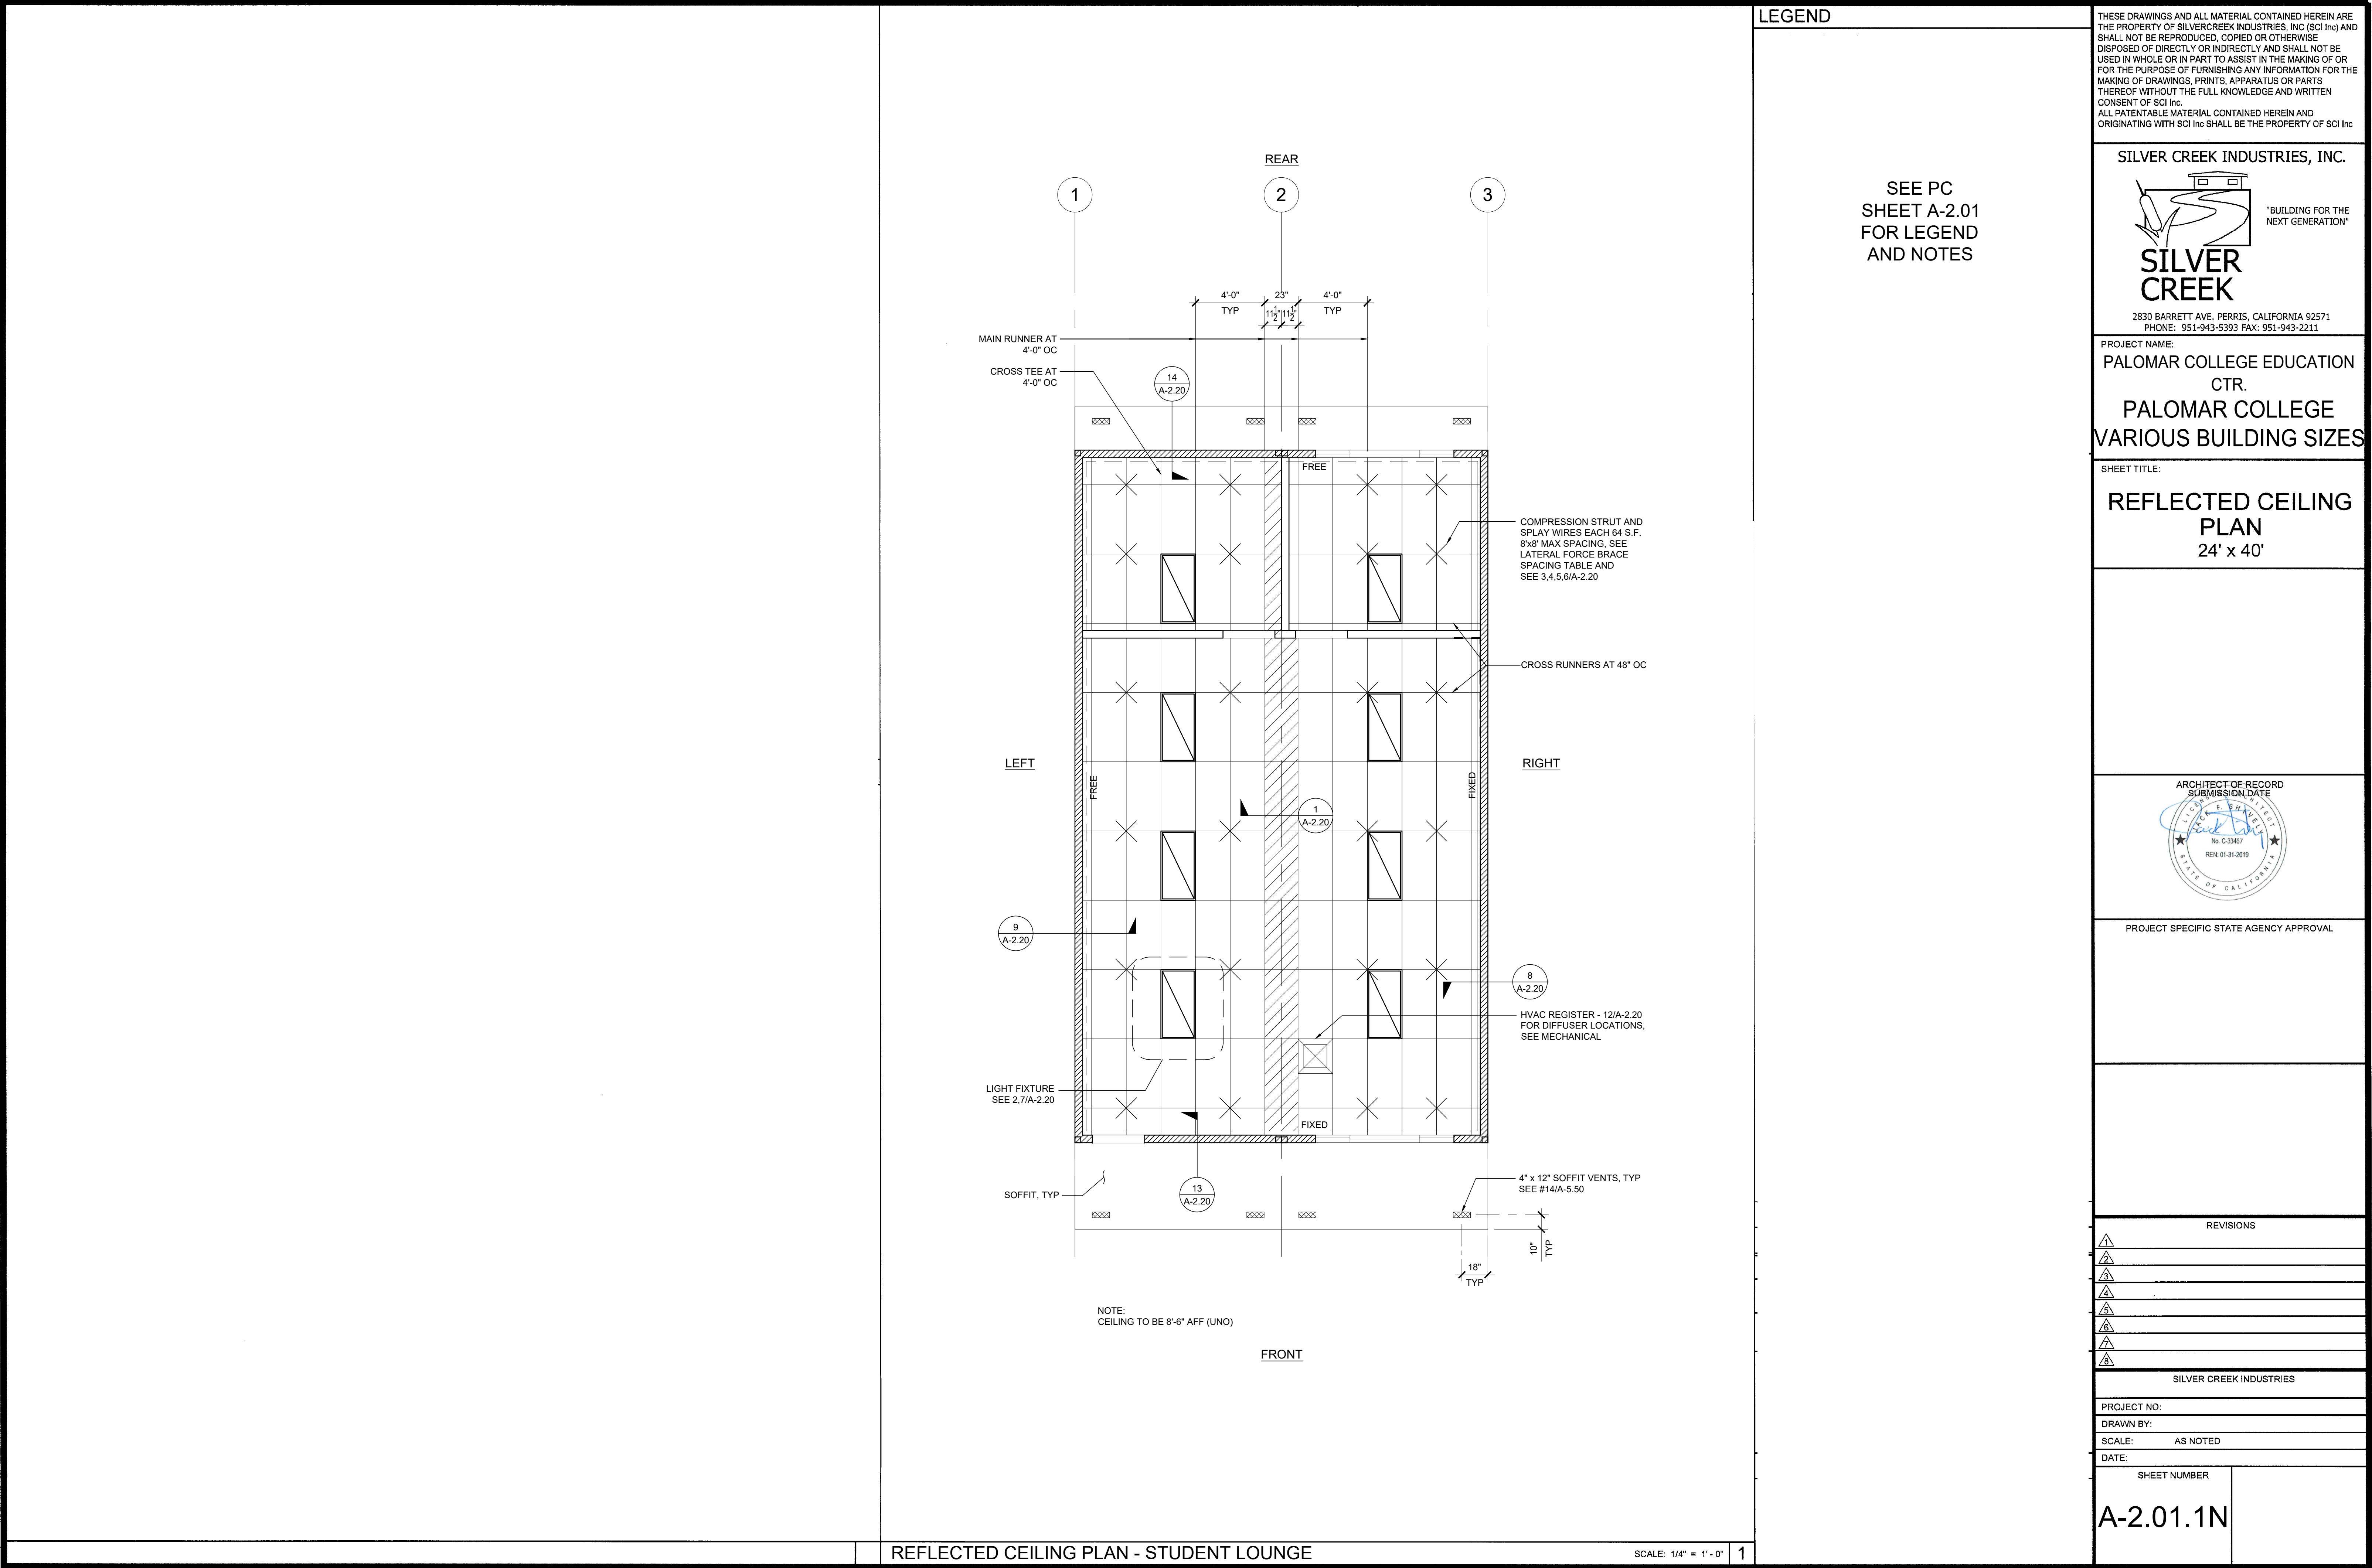 LEGEND
SEE PC
SHEET A-2.01
FOR LEGEND
AND NOTES
REAR
1
2
3
4'-0"
TYP
23"
11 1/2"
11 1/2"
4'-0"
TYP
MAIN RUNNER AT
4'-0" OC
CROSS TEE AT
4'-0" OC
14
A-2.20
FREE
COMPRESSION STRUT AND
SPLAY WIRES EACH 64 S.F.
8'x8' MAX SPACING, SEE
LATERAL FORCE BRACE
SPACING TABLE AND
SEE 3,4,5,6/A-2.20
CROSS RUNNERS AT 48" OC
LEFT
RIGHT
FREE
FIXED
1
A-2.20
9
A-2.20
8
A-2.20
HVAC REGISTER - 12/A-2.20
FOR DIFFUSER LOCATIONS,
SEE MECHANICAL
LIGHT FIXTURE
SEE 2,7/A-2.20
FIXED
SOFFIT, TYP
13
A-2.20
4" x 12" SOFFIT VENTS, TYP
SEE #14/A-5.50
10"
TYP
18"
TYP
NOTE:
CEILING TO BE 8'-6" AFF (UNO)
FRONT
REFLECTED CEILING PLAN - STUDENT LOUNGE
SCALE: 1/4" = 1' - 0"
1
THESE DRAWINGS AND ALL MATERIAL CONTAINED HEREIN ARE
THE PROPERTY OF SILVERCREEK INDUSTRIES, INC (SCI Inc) AND
SHALL NOT BE REPRODUCED, COPIED OR OTHERWISE
DISPOSED OF DIRECTLY OR INDIRECTLY AND SHALL NOT BE
USED IN WHOLE OR IN PART TO ASSIST IN THE MAKING OF OR
FOR THE PURPOSE OF FURNISHING ANY INFORMATION FOR THE
MAKING OF DRAWINGS, PRINTS, APPARATUS OR PARTS
THEREOF WITHOUT THE FULL KNOWLEDGE AND WRITTEN
CONSENT OF SCI Inc.
ALL PATENTABLE MATERIAL CONTAINED HEREIN AND
ORIGINATING WITH SCI Inc SHALL BE THE PROPERTY OF SCI Inc
SILVER CREEK INDUSTRIES, INC.
"BUILDING FOR THE
NEXT GENERATION"
SILVER
CREEK
2830 BARRETT AVE. PERRIS, CALIFORNIA 92571
PHONE: 951-943-5393 FAX: 951-943-2211
PROJECT NAME:
PALOMAR COLLEGE EDUCATION
CTR.
PALOMAR COLLEGE
VARIOUS BUILDING SIZES
SHEET TITLE:
REFLECTED CEILING
PLAN
24' x 40'
ARCHITECT OF RECORD
SUBMISSION DATE
LICENSED ARCHITECT
JACK F. SHAVELY
No. C-33467
REN: 01-31-2019
STATE OF CALIFORNIA
PROJECT SPECIFIC STATE AGENCY APPROVAL
REVISIONS
1
2
3
4
5
6
7
8
SILVER CREEK INDUSTRIES
PROJECT NO:
DRAWN BY:
SCALE: AS NOTED
DATE:
SHEET NUMBER
A-2.01.1N